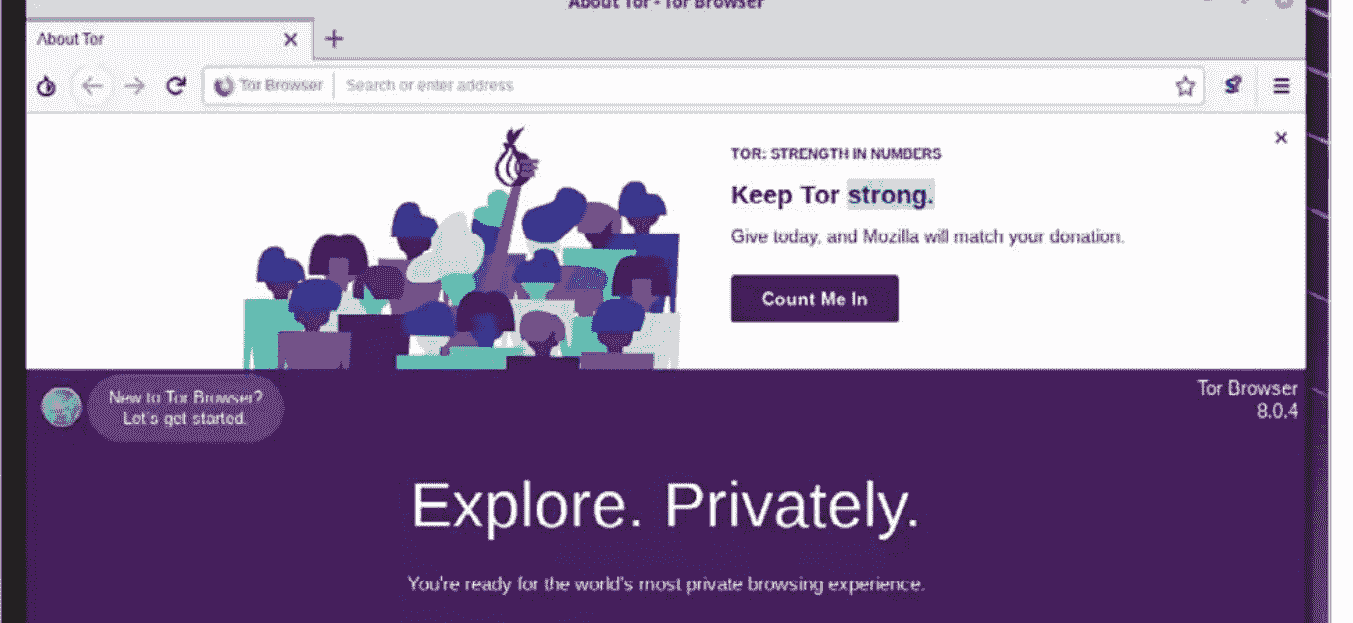 About Tor - Tor Browser
About Tor
Tor Browser
Search or enter address
TOR: STRENGTH IN NUMBERS
Keep Tor strong.
Give today, and Mozilla will match your donation.
Count Me In
New to Tor Browser?
Let's get started.
Tor Browser
8.0.4
Explore. Privately.
You're ready for the world's most private browsing experience.